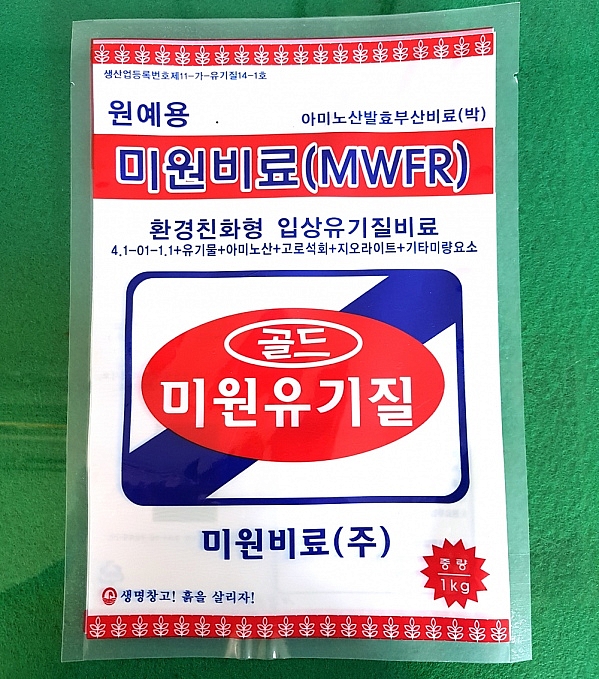 생산업등록번호제11-가-유기질14-1호
원예용
아미노산발효부산비료(박)
미원비료(MWFR)
환경친화형 입상유기질비료
4.1-01-1.1+유기물+아미노산+고로석회+지오라이트+기타미량요소
골드
미원유기질
미원비료(주)
중량
1kg
생명창고! 흙을 살리자!